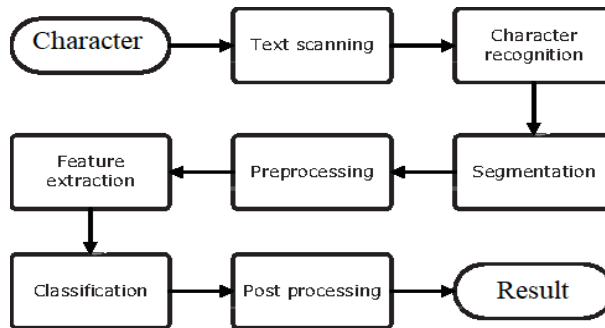 Character
Text scanning
Character
recognition
Segmentation
Preprocessing
Feature
extraction
Classification
Post processing
Result